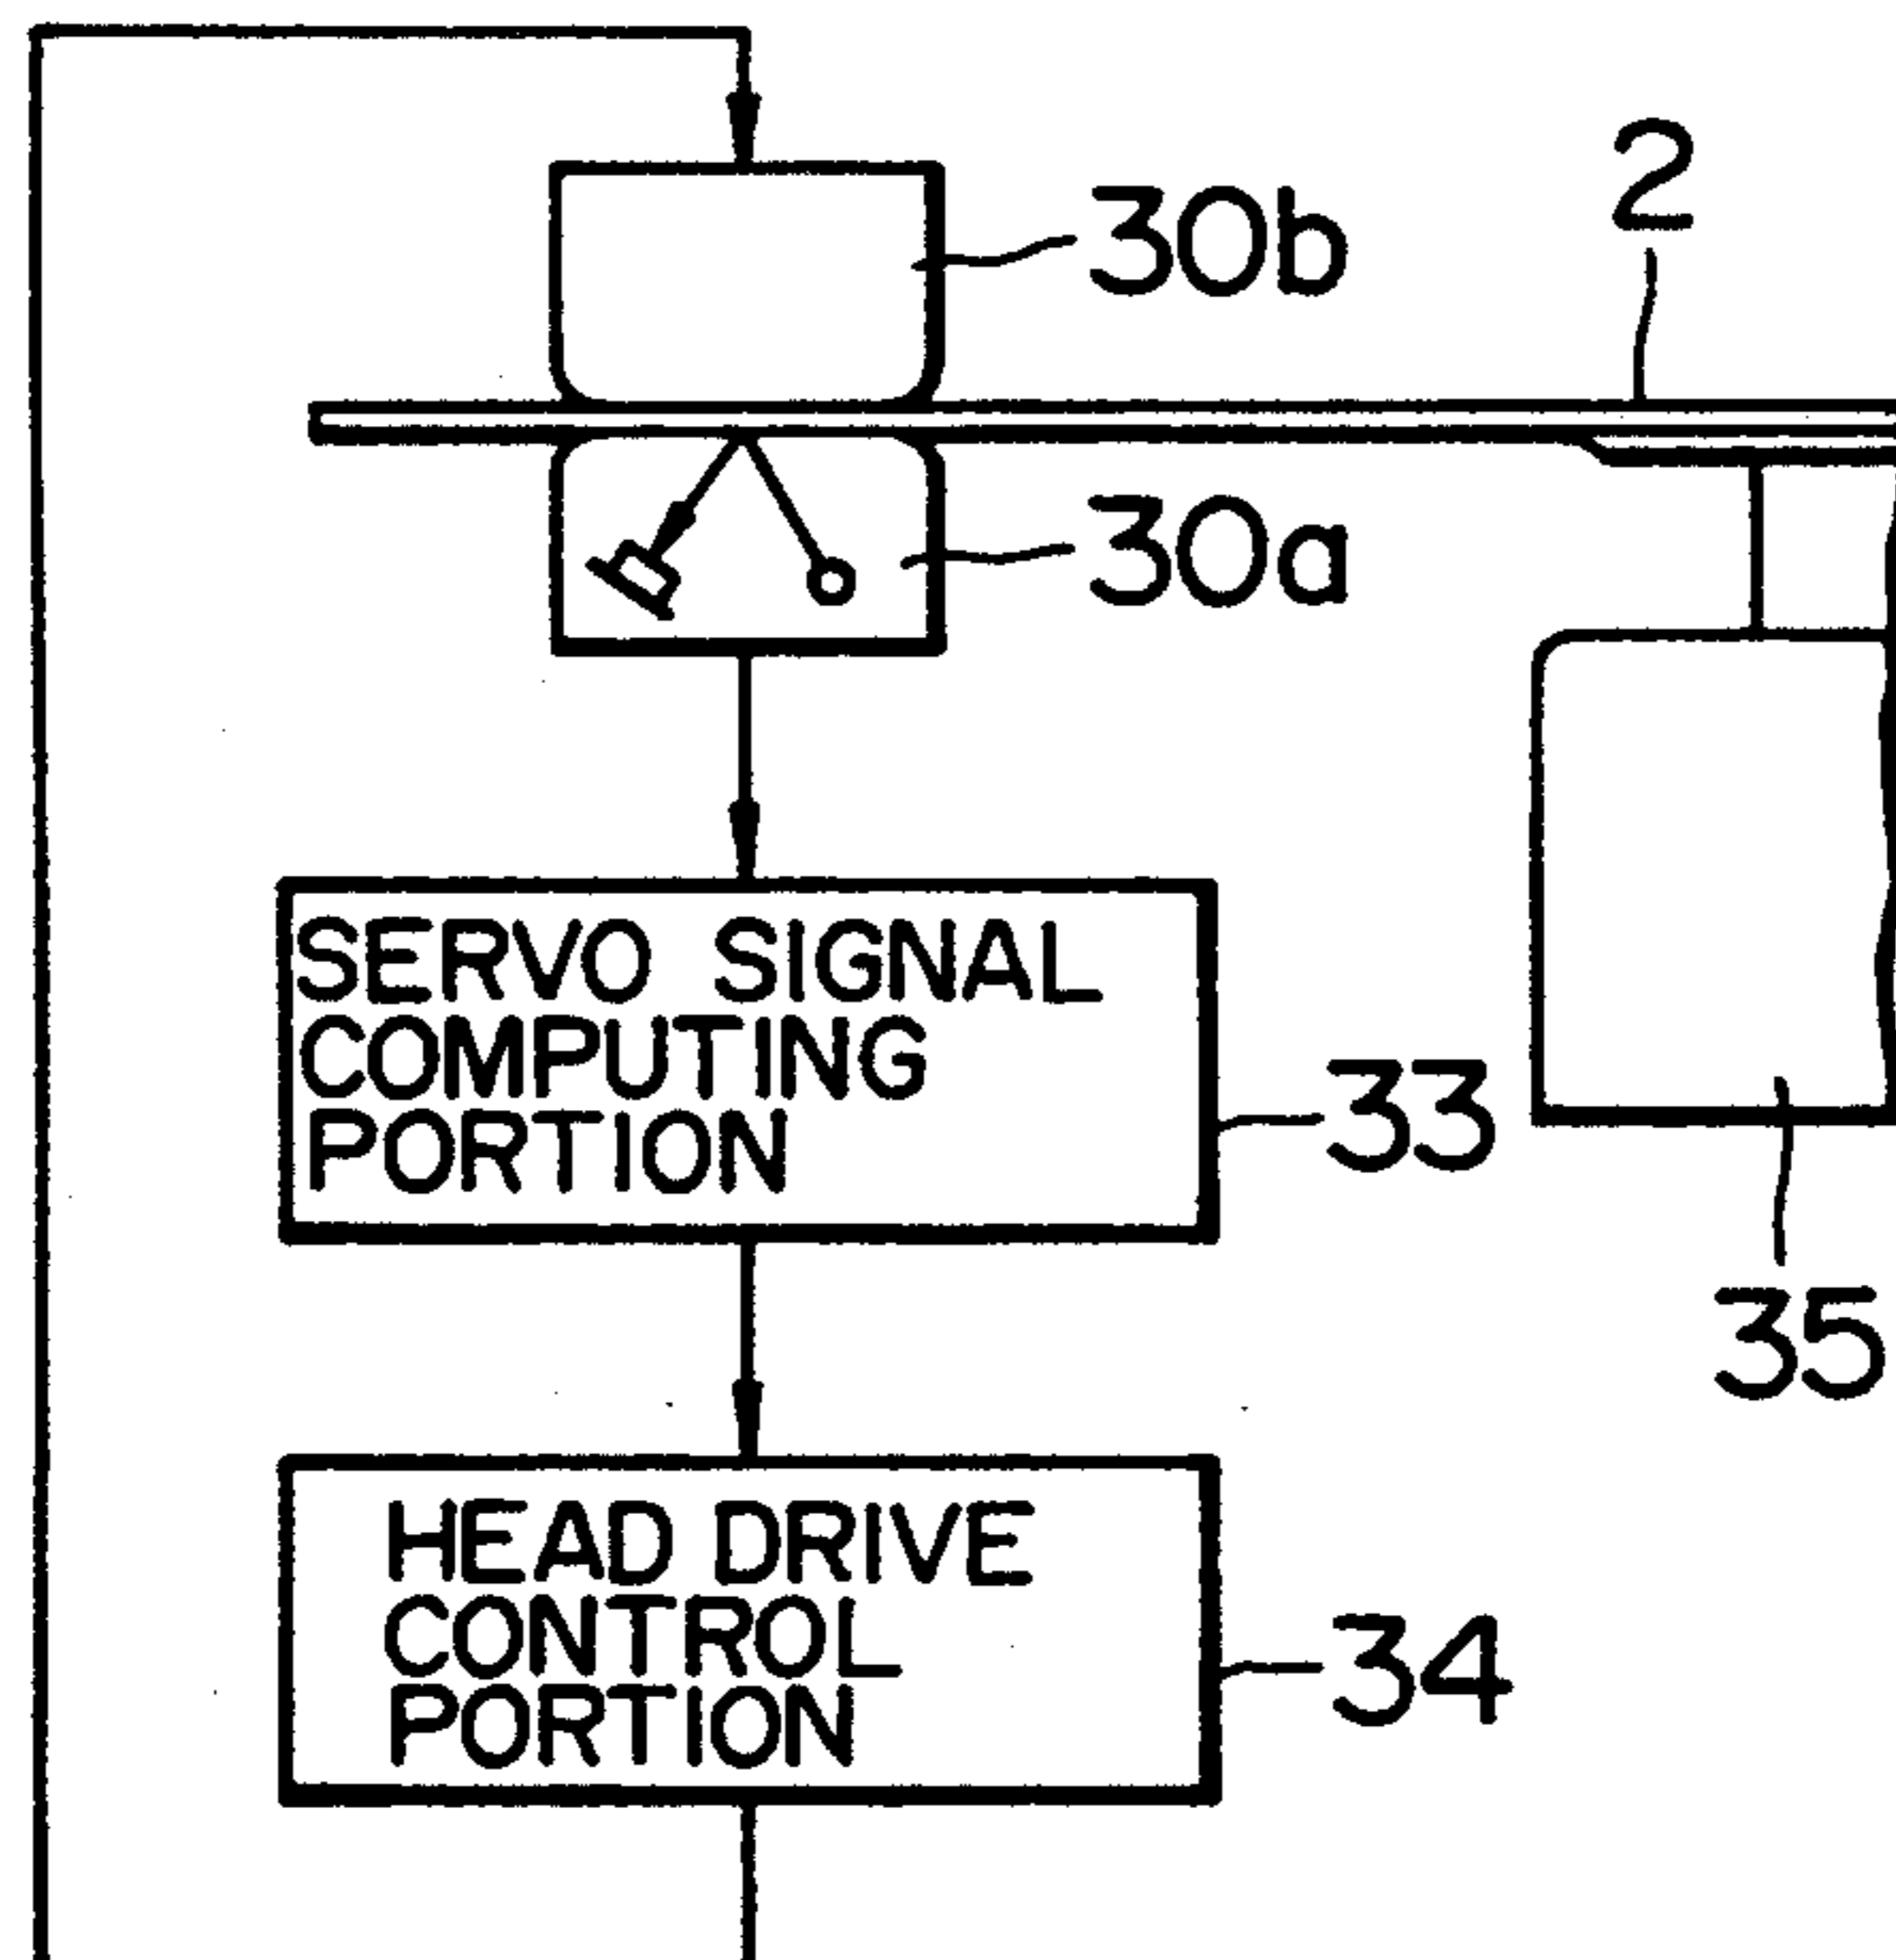 2
30b
30a
SERVO SIGNAL
COMPUTING
PORTION
33
35
HEAD DRIVE
CONTROL
PORTION
34